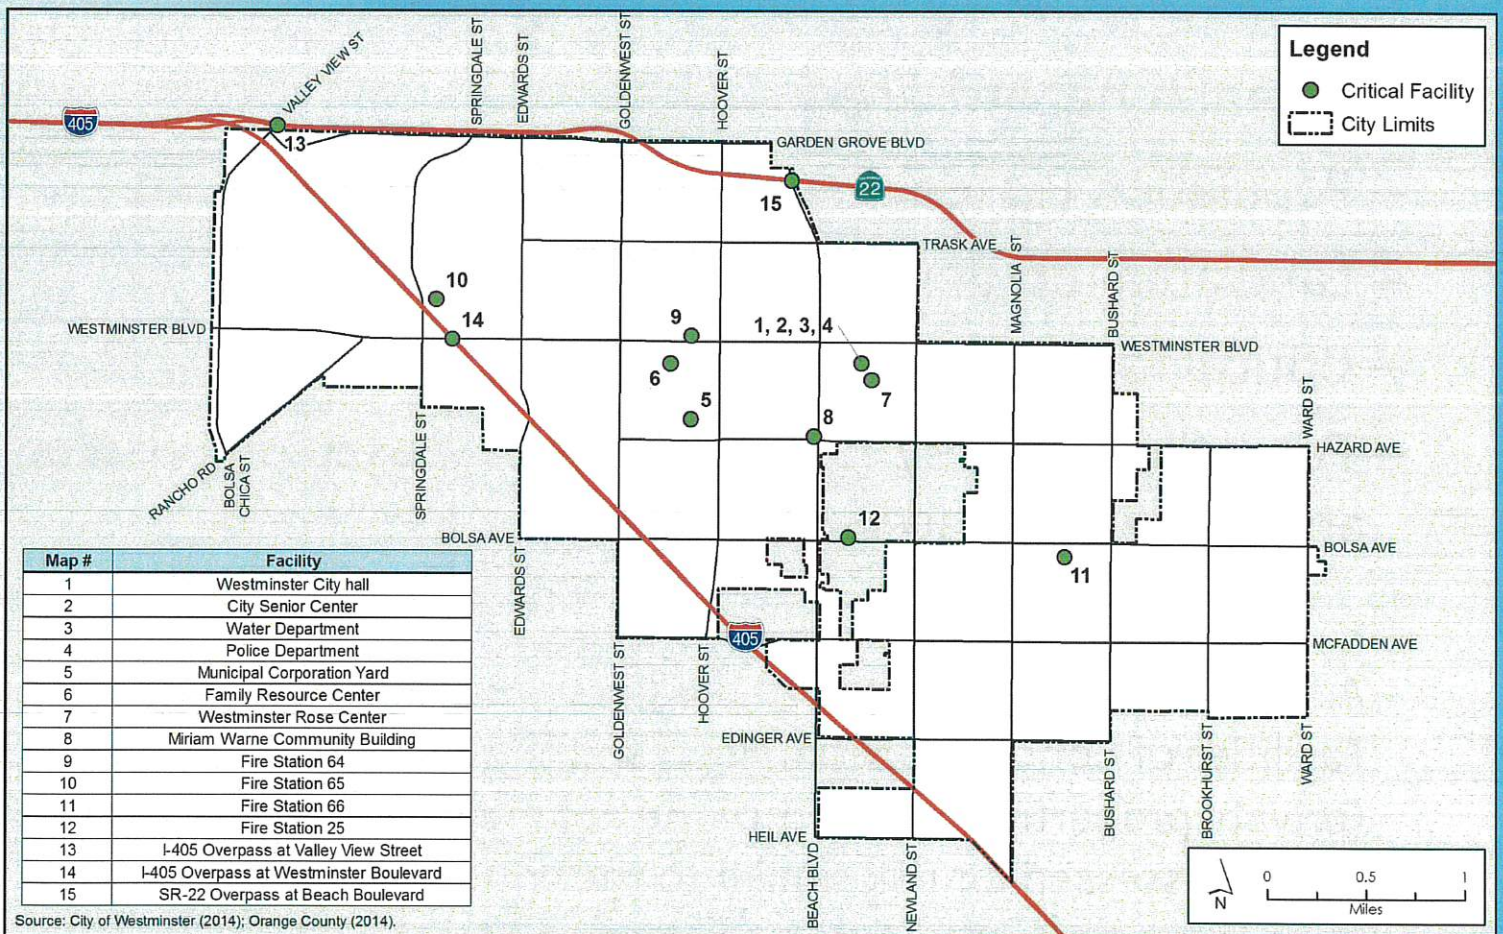 VALLEY VIEW ST
SPRINGDALE ST
EDWARDS ST
GOLDENWEST ST
HOOVER ST
Legend
Critical Facility
City Limits
405
13
GARDEN GROVE BLVD
15
22
TRASK AVE
MAGNOLIA ST
BUSHARD ST
10
14
WESTMINSTER BLVD
9
1, 2, 3, 4
WESTMINSTER BLVD
6
7
5
8
WARD ST
HAZARD AVE
RANCHO RD
BOLSA
CHICA ST
SPRINGDALE ST
12
BOLSA AVE
BOLSA AVE
11
EDWARDS ST
405
MCFADDEN AVE
GOLDENWEST ST
HOOVER ST
EDINGER AVE
BUSHARD ST
BROOKHURST ST
WARD ST
HEIL AVE
BEACH BLVD
NEWLAND ST
Map # Facility
1 Westminster City hall
2 City Senior Center
3 Water Department
4 Police Department
5 Municipal Corporation Yard
6 Family Resource Center
7 Westminster Rose Center
8 Miriam Warne Community Building
9 Fire Station 64
10 Fire Station 65
11 Fire Station 66
12 Fire Station 25
13 I-405 Overpass at Valley View Street
14 I-405 Overpass at Westminster Boulevard
15 SR-22 Overpass at Beach Boulevard
Source: City of Westminster (2014); Orange County (2014).
N
0 0.5 1
Miles